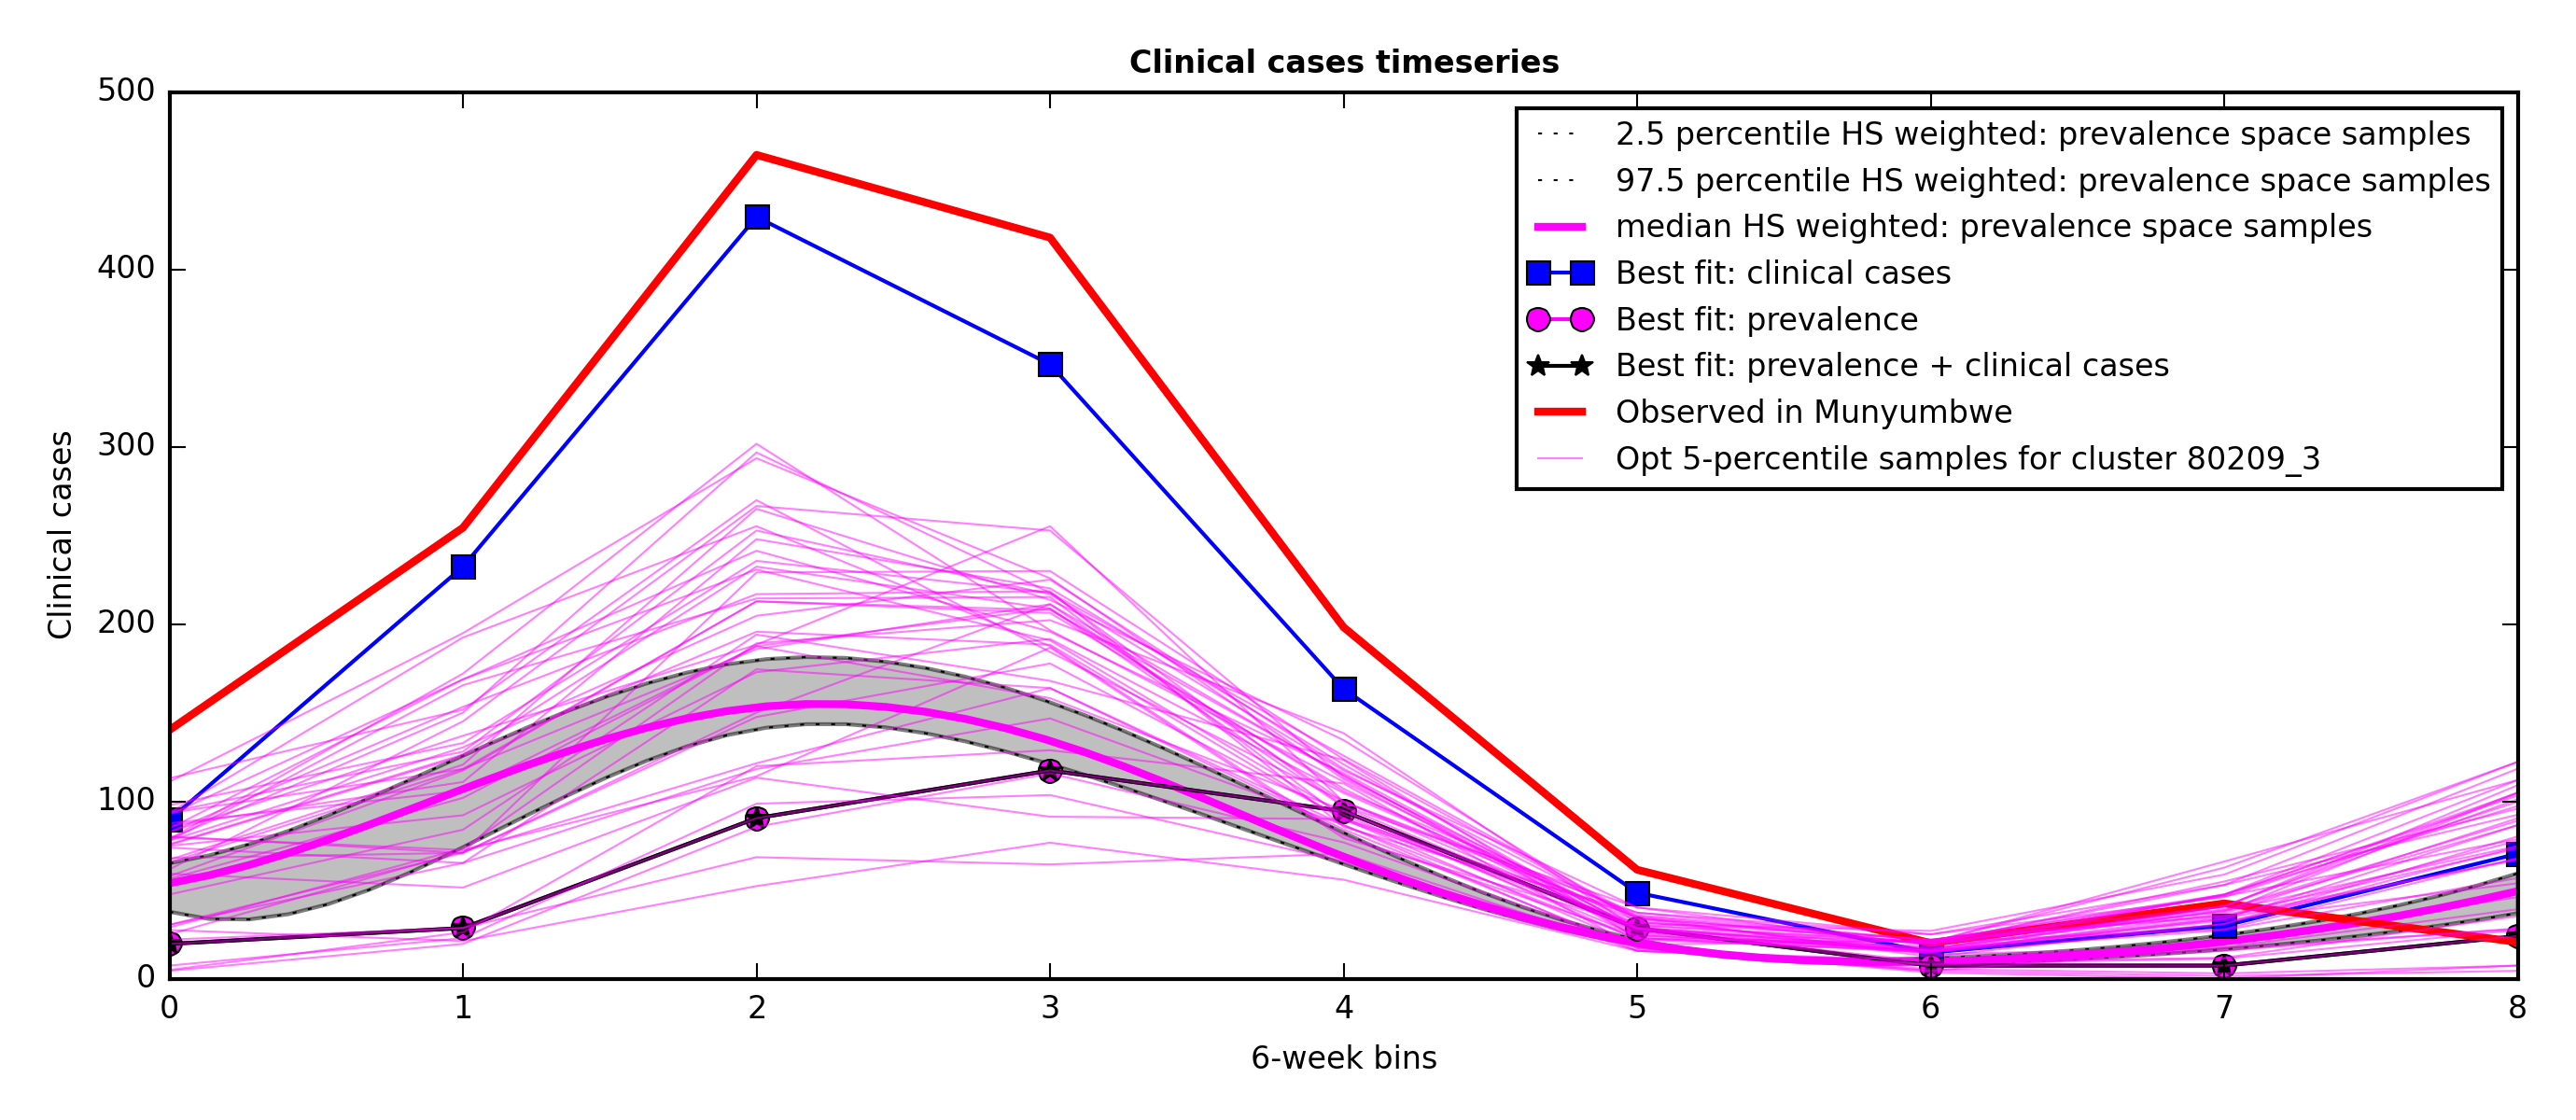 Clinical cases timeseries
500
400
300
200
100
0
Clinical cases
2.5 percentile HS weighted: prevalence space samples
97.5 percentile HS weighted: prevalence space samples
median HS weighted: prevalence space samples
Best fit: clinical cases
Best fit: prevalence
Best fit: prevalence + clinical cases
Observed in Munyumbwe
Opt 5-percentile samples for cluster 80209_3
0 1 2 3 4 5 6 7 8
6-week bins